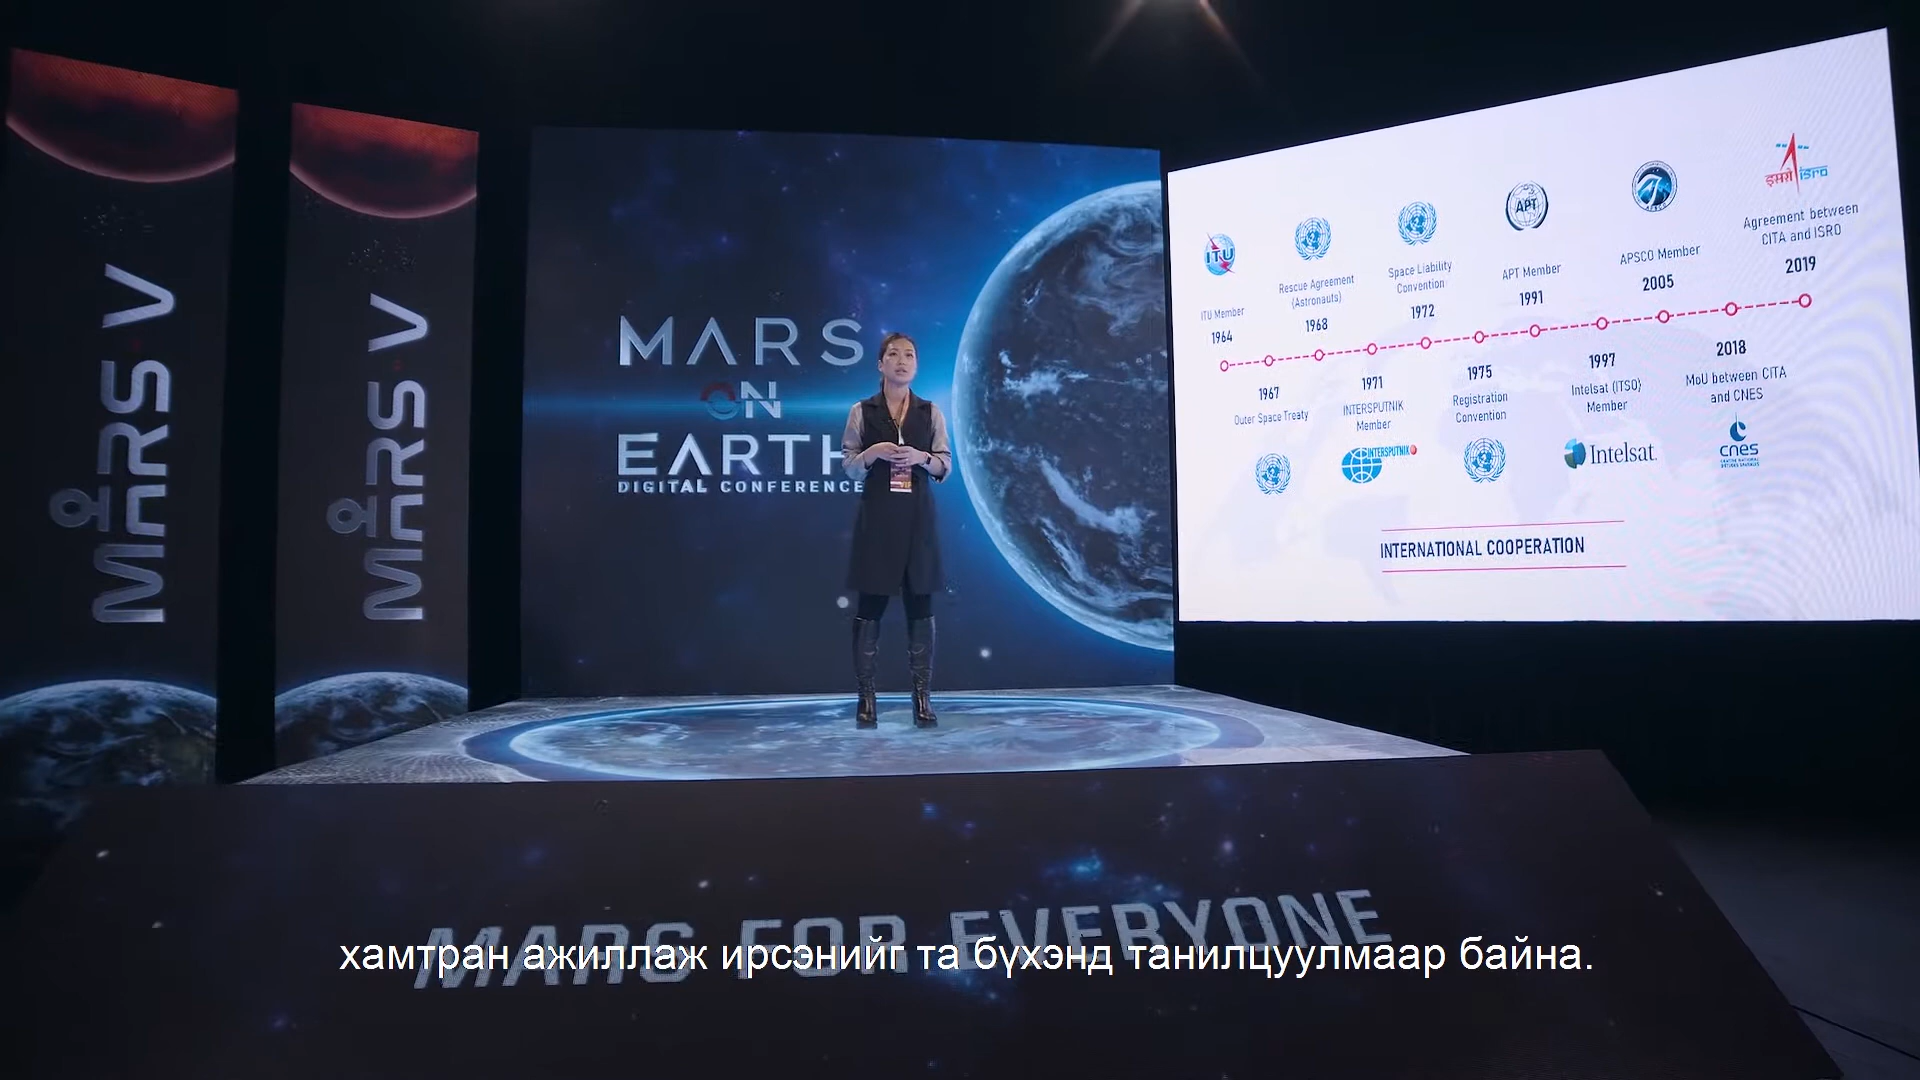 MARS V
MARS V
MARS
ON
EARTH
DIGITAL CONFERENCE
ITU
ITU Member
1964
Rescue Agreement
(Astronauts)
1968
Space Liability
Convention
1972
APT
APT Member
1991
APSCO Member
2005
इसरो isro
Agreement between
CITA and ISRO
2019
1967
Outer Space Treaty
1971
INTERSPUTNIK
Member
INTERSPUTNIK
1975
Registration
Convention
1997
Intelsat (ITSO)
Member
Intelsat.
2018
MoU between CITA
and CNES
cnes
INTERNATIONAL COOPERATION
VIP
MARS FOR EVERYONE
хамтран ажиллаж ирсэнийг та бүхэнд танилцуулмаар байна.